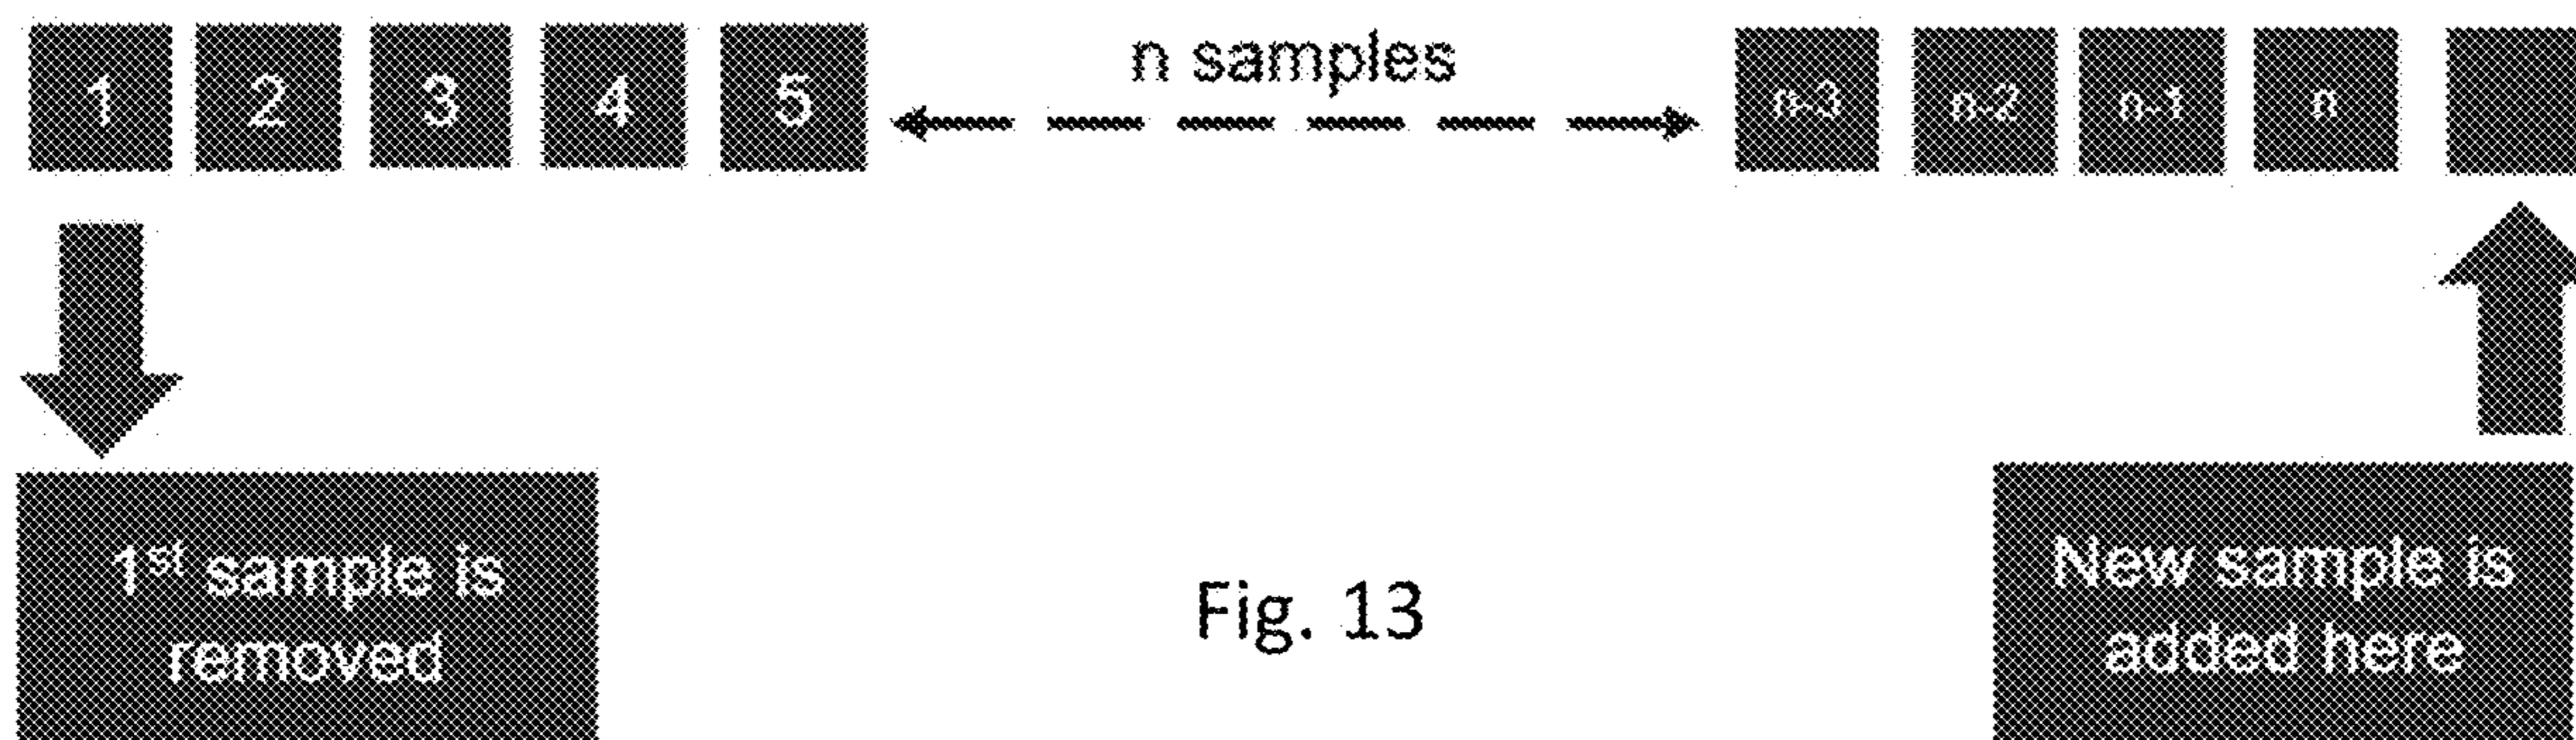 1 2 3 4 5 n samples n-3 n-2 n-1 n
1st sample is
removed
Fig. 13
New sample is
added here